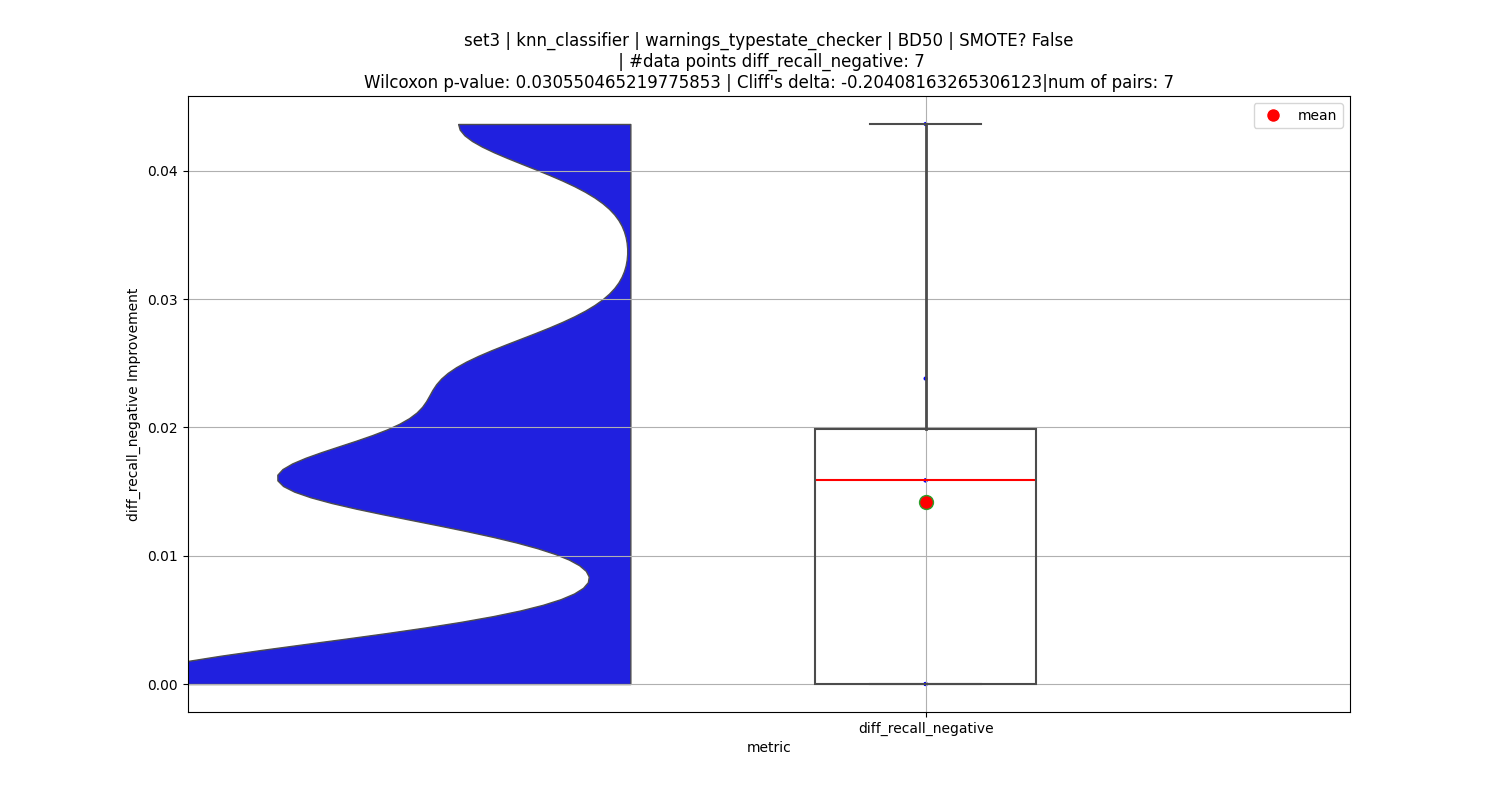 set3 | knn_classifier | warnings_typestate_checker | BD50 | SMOTE? False
| #data points diff_recall_negative: 7
Wilcoxon p-value: 0.030550465219775853 | Cliff's delta: -0.20408163265306123|num of pairs: 7
mean
0.04
0.03
0.02
0.01
0.00
diff_recall_negative Improvement
diff_recall_negative
metric